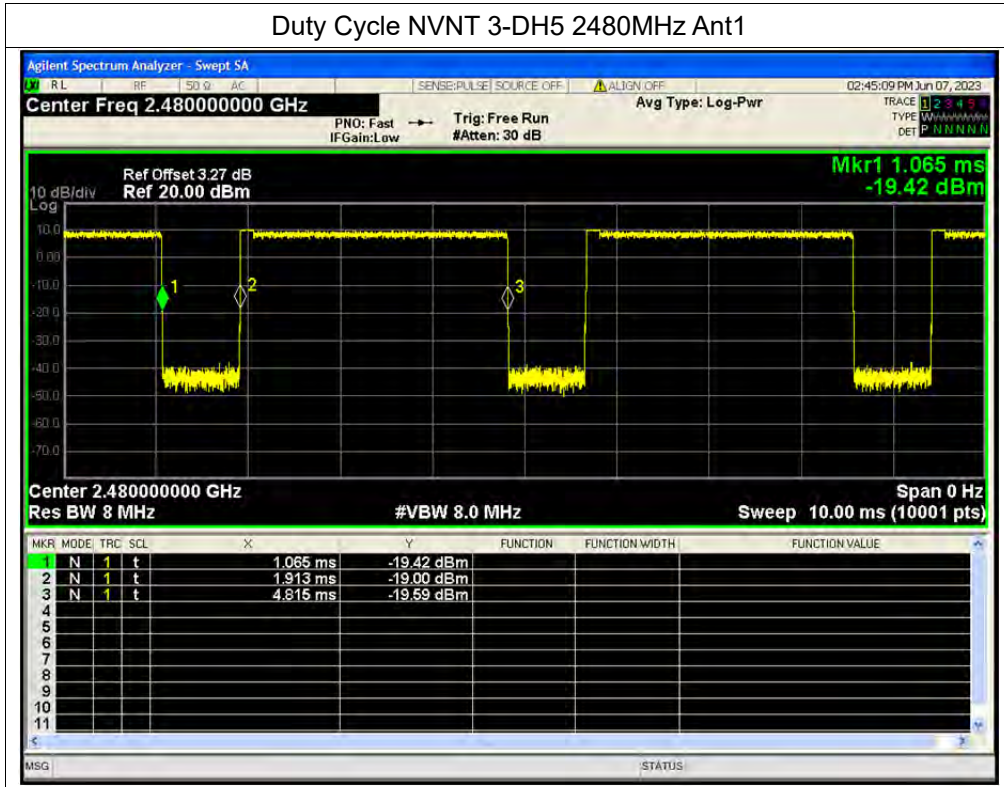 Duty Cycle NVNT 3-DH5 2480MHz Ant1
Agilent Spectrum Analyzer - Swept SA
RL RF 50 Ω AC SENSE:PULSE SOURCE OFF ALIGN OFF 02:45:09 PM Jun 07, 2023
Center Freq 2.480000000 GHz Avg Type: Log-Pwr TRACE 1 2 3 4 5 6
PNO: Fast Trig: Free Run TYPE W
IFGain:Low #Atten: 30 dB DET P N N N N N
Mkr1 1.065 ms
Ref Offset 3.27 dB
10 dB/div Ref 20.00 dBm -19.42 dBm
Log
10.0
0.00
-10.0
1 2 3
-20.0
-30.0
-40.0
-50.0
-60.0
-70.0
Center 2.480000000 GHz Span 0 Hz
Res BW 8 MHz #VBW 8.0 MHz Sweep 10.00 ms (10001 pts)
MKR MODE TRC SCL X Y FUNCTION FUNCTION WIDTH FUNCTION VALUE
1 N 1 t 1.065 ms -19.42 dBm
2 N 1 t 1.913 ms -19.00 dBm
3 N 1 t 4.815 ms -19.59 dBm
4
5
6
7
8
9
10
11
MSG STATUS